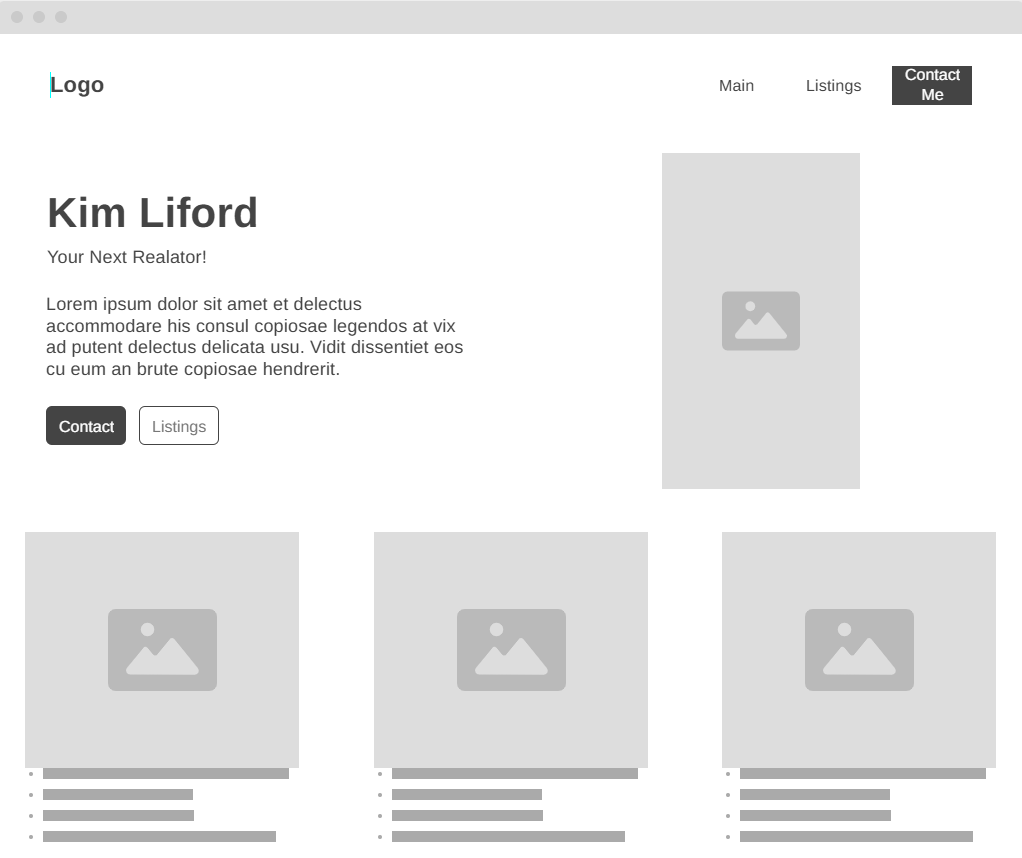 Logo
Main
Listings
Contact
Me
Kim Liford
Your Next Realator!
Lorem ipsum dolor sit amet et delectus
accommodare his consul copiosae legendos at vix
ad putent delectus delicata usu. Vidit dissentiet eos
cu eum an brute copiosae hendrerit.
Contact
Listings